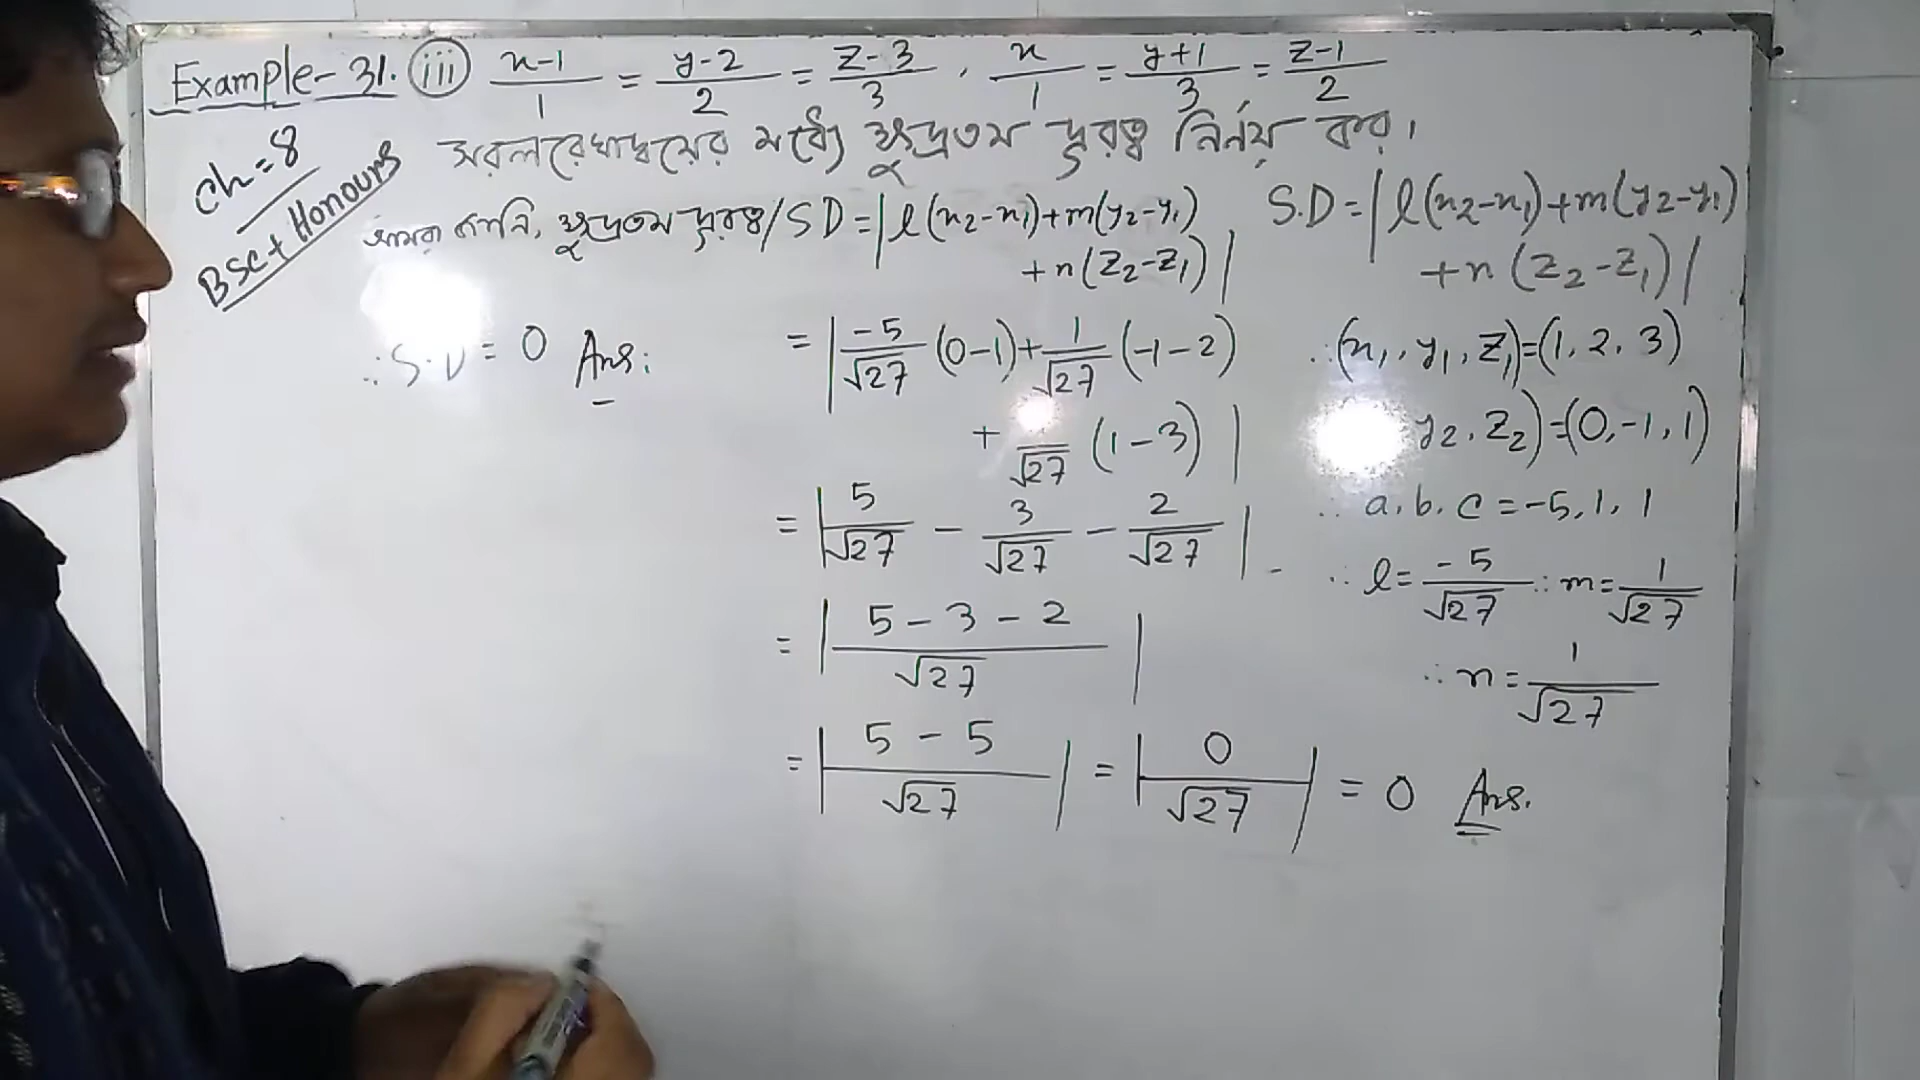 Example-31. (iii) x-1/1 = y-2/2 = z-3/3 , x/1 = y+1/3 = z-1/2
সরলরেখাদ্বয়ের মধ্যে ক্ষুদ্রতম দূরত্ব নির্নয় কর।
Ch=8
BSc+Honours
আমরা জানি, ক্ষুদ্রতম দূরত্ব/SD=|l(x₂-x₁)+m(y₂-y₁)
+n(z₂-z₁)|
= |-5/√27 (0-1)+1/√27 (-1-2)
+ /√27 (1-3)|
= |5/√27 - 3/√27 - 2/√27|
= |5-3-2/√27|
= |5-5/√27| = |0/√27| = 0 Ans.
∴S.D = 0 Ans:
S.D=|l(x₂-x₁)+m(y₂-y₁)
+n(z₂-z₁)|
∴(x₁, y₁, z₁)=(1, 2, 3)
y₂, z₂)=(0,-1,1)
∴ a, b, c =-5,1,1
∴ l=-5/√27 ∴ m=1/√27
∴ n=1/√27